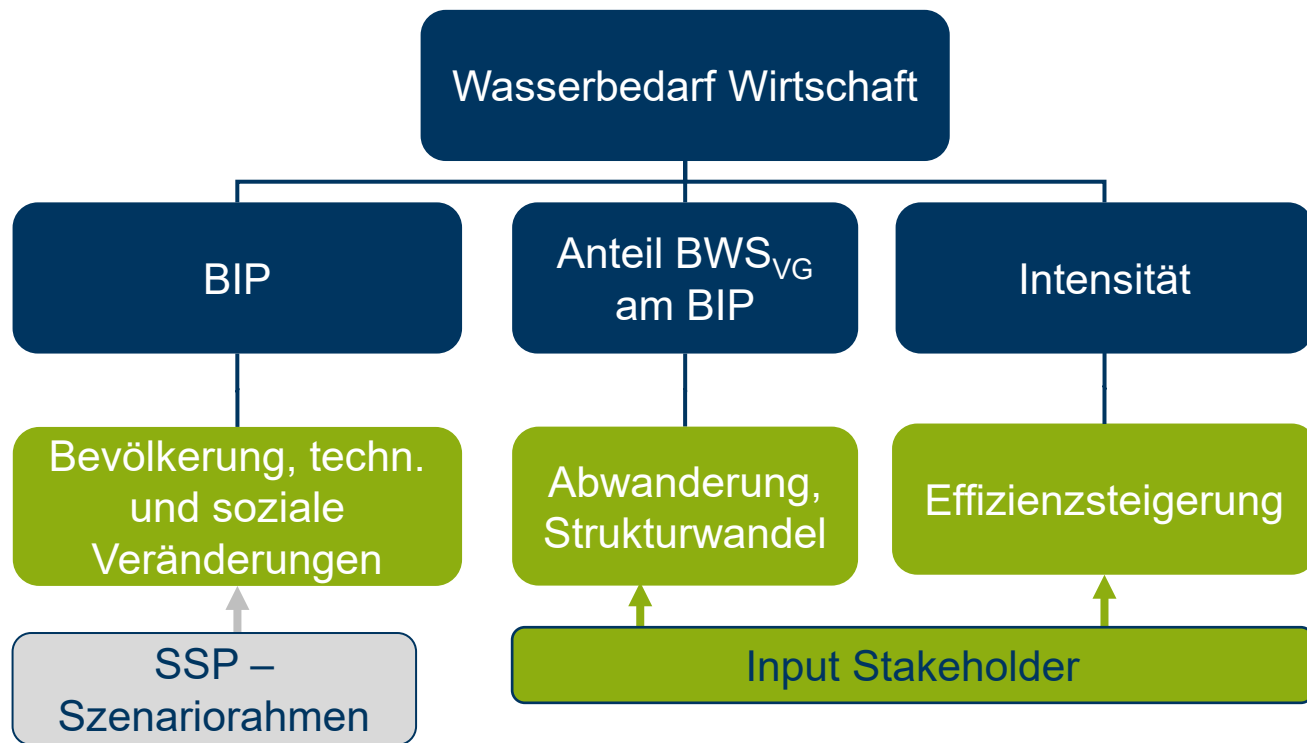 Wasserbedarf Wirtschaft
BIP
Anteil BWS_VG
am BIP
Intensität
Bevölkerung, techn.
und soziale
Veränderungen
Abwanderung,
Strukturwandel
Effizienzsteigerung
SSP –
Szenariorahmen
Input Stakeholder